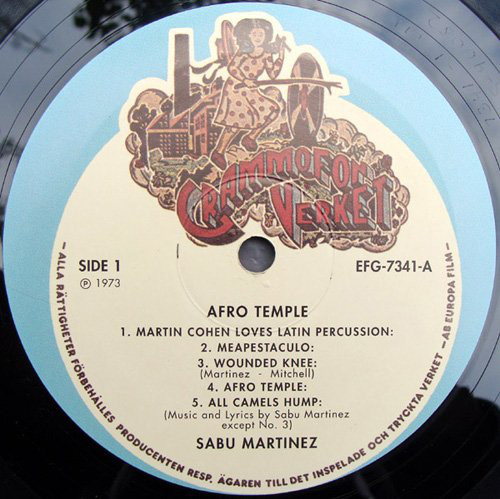 GRAMMOFON
VERKET.
SIDE 1
Ⓟ 1973
EFG-7341-A
AFRO TEMPLE
1. MARTIN COHEN LOVES LATIN PERCUSSION:
2. MEAPESTACULO:
3. WOUNDED KNEE:
(Martinez - Mitchell)
4. AFRO TEMPLE:
5. ALL CAMELS HUMP:
(Music and Lyrics by Sabu Martinez
except No. 3)
SABU MARTINEZ
- ALLA RÄTTIGHETER FÖRBEHÅLLES PRODUCENTEN RESP. ÄGAREN TILL DET INSPELADE OCH TRYCKTA VERKET - AB EUROPA FILM -